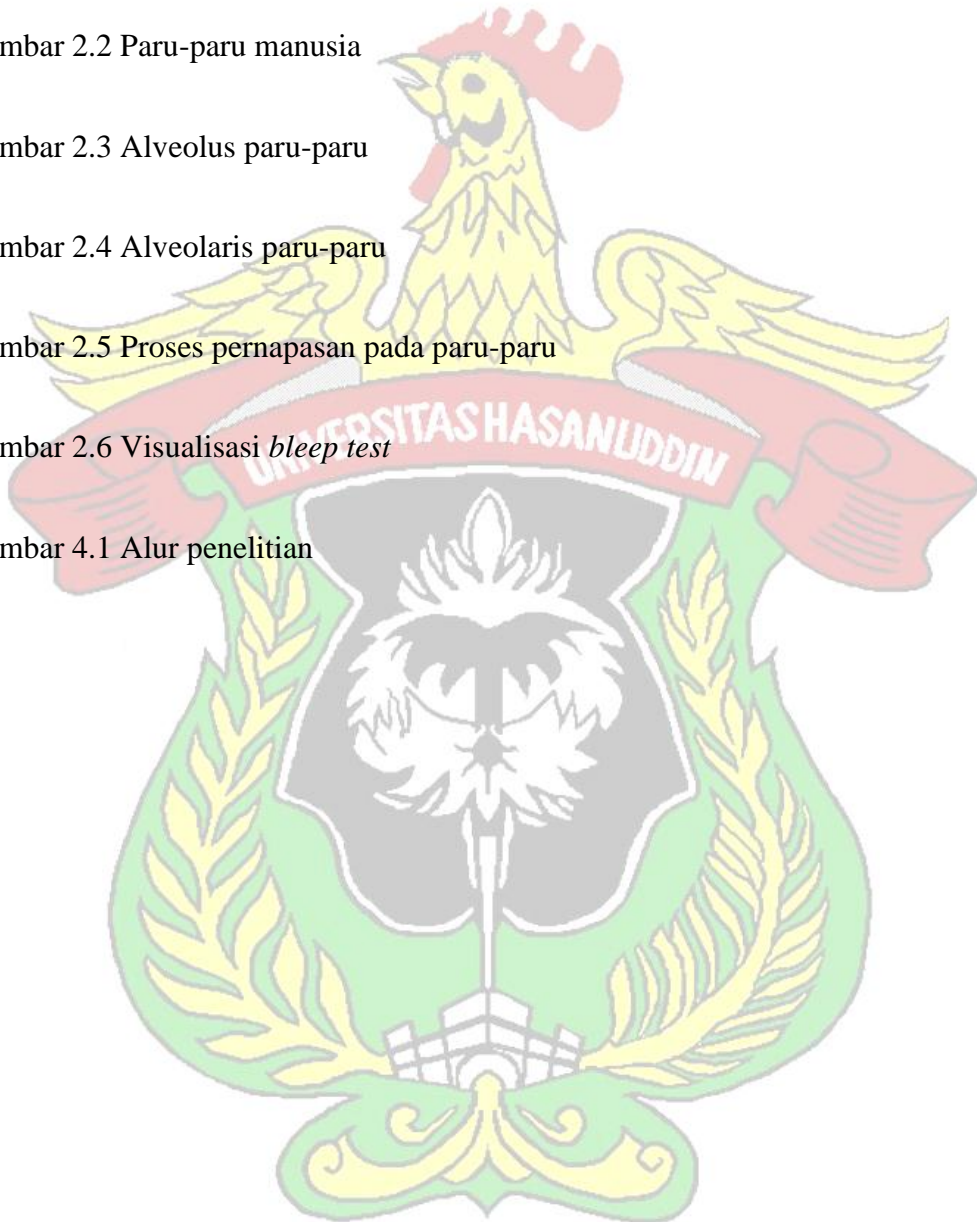 mbar 2.2 Paru-paru manusia
mbar 2.3 Alveolus paru-paru
mbar 2.4 Alveolaris paru-paru
mbar 2.5 Proses pernapasan pada paru-paru
UNIVERSITAS HASANUDDIN
mbar 2.6 Visualisasi bleep test
mbar 4.1 Alur penelitian